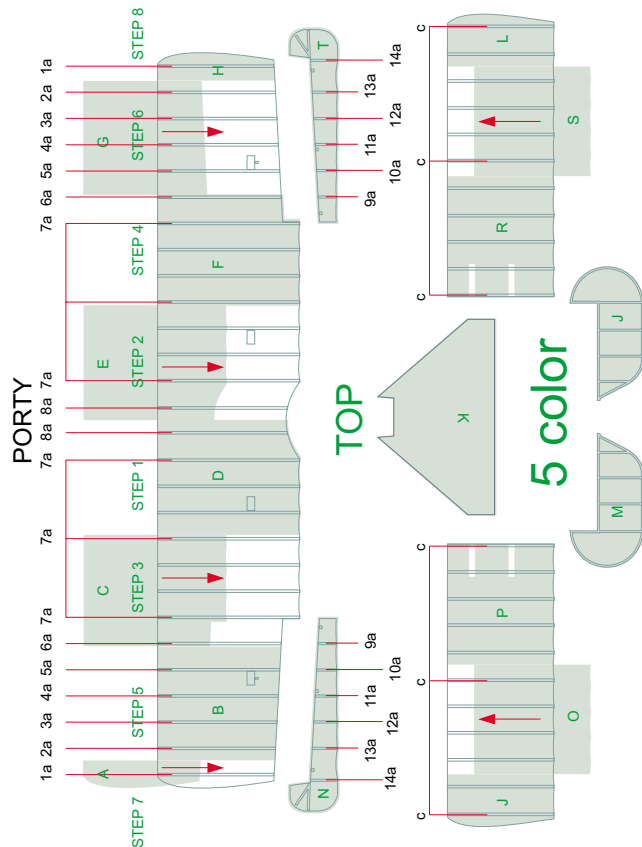 PORTY
1a 2a 3a 4a 5a 6a 7a 7a 7a 8a 8a 7a 7a 6a 5a 4a 3a 2a 1a
A C E G
STEP 7 STEP 5 STEP 3 STEP 1 STEP 2 STEP 4 STEP 6 STEP 8
B D F H
N T
TOP
14a 13a 12a 11a 10a 9a 9a 10a 11a 12a 13a 14a
c c c c c c
K
J P R L
5 color
O S
M J